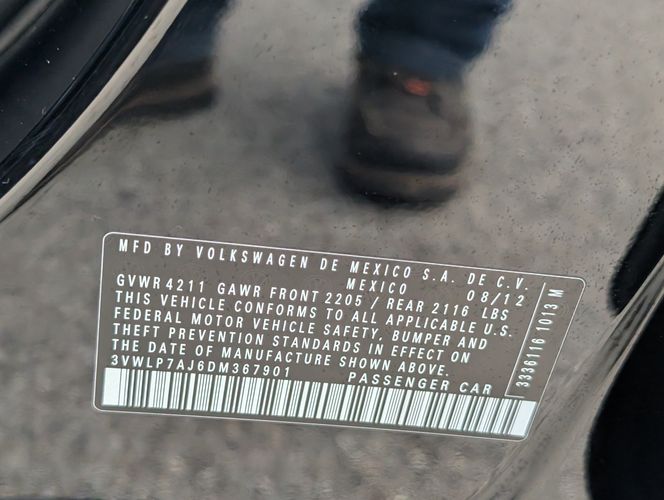 MFD BY VOLKSWAGEN DE MEXICO S.A. DE C.V.
MEXICO 08/12
GVWR 4211 GAWR FRONT 2205 / REAR 2116 LBS
THIS VEHICLE CONFORMS TO ALL APPLICABLE U.S.
FEDERAL MOTOR VEHICLE SAFETY, BUMPER AND
THEFT PREVENTION STANDARDS IN EFFECT ON
THE DATE OF MANUFACTURE SHOWN ABOVE.
3VWLP7AJ6DM367901 PASSENGER CAR
3336116 1013 M